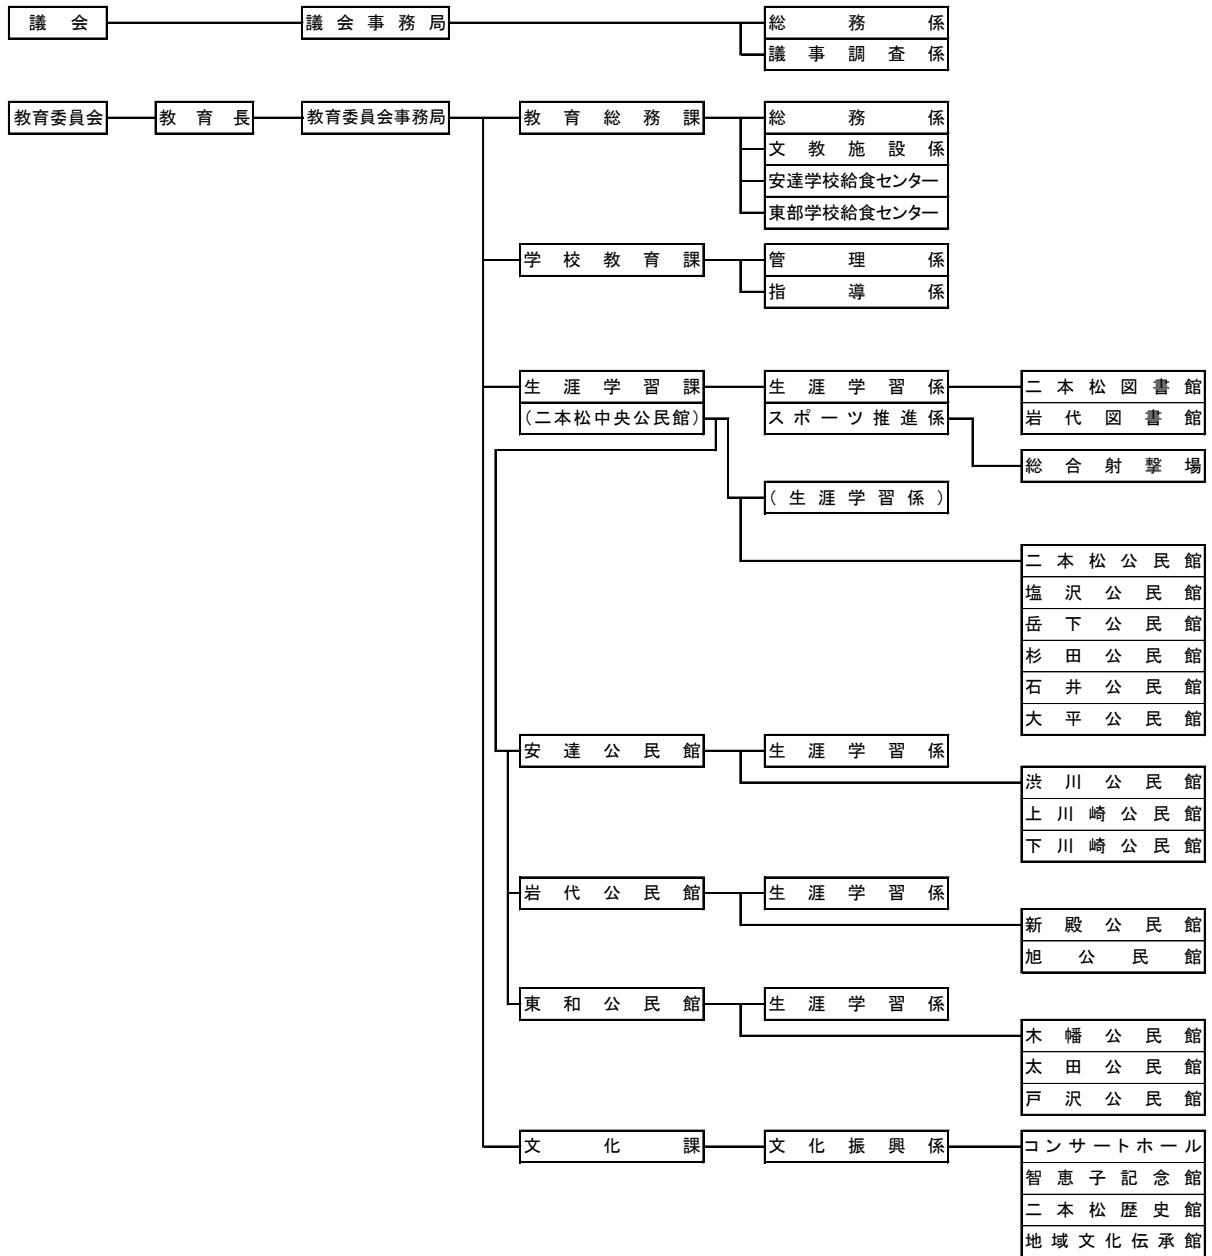 議会 議会事務局 総務係
議事調査係
教育委員会 教育長 教育委員会事務局 教育総務課 総務係
文教施設係
安達学校給食センター
東部学校給食センター
学校教育課 管理係
指導係
生涯学習課 生涯学習係 二本松図書館
(二本松中央公民館) スポーツ推進係 岩代図書館
総合射撃場
(生涯学習係)
二本松公民館
塩沢公民館
岳下公民館
杉田公民館
石井公民館
大平公民館
安達公民館 生涯学習係
渋川公民館
上川崎公民館
下川崎公民館
岩代公民館 生涯学習係
新殿公民館
旭公民館
東和公民館 生涯学習係
木幡公民館
太田公民館
戸沢公民館
文化課 文化振興係 コンサートホール
智恵子記念館
二本松歴史館
地域文化伝承館